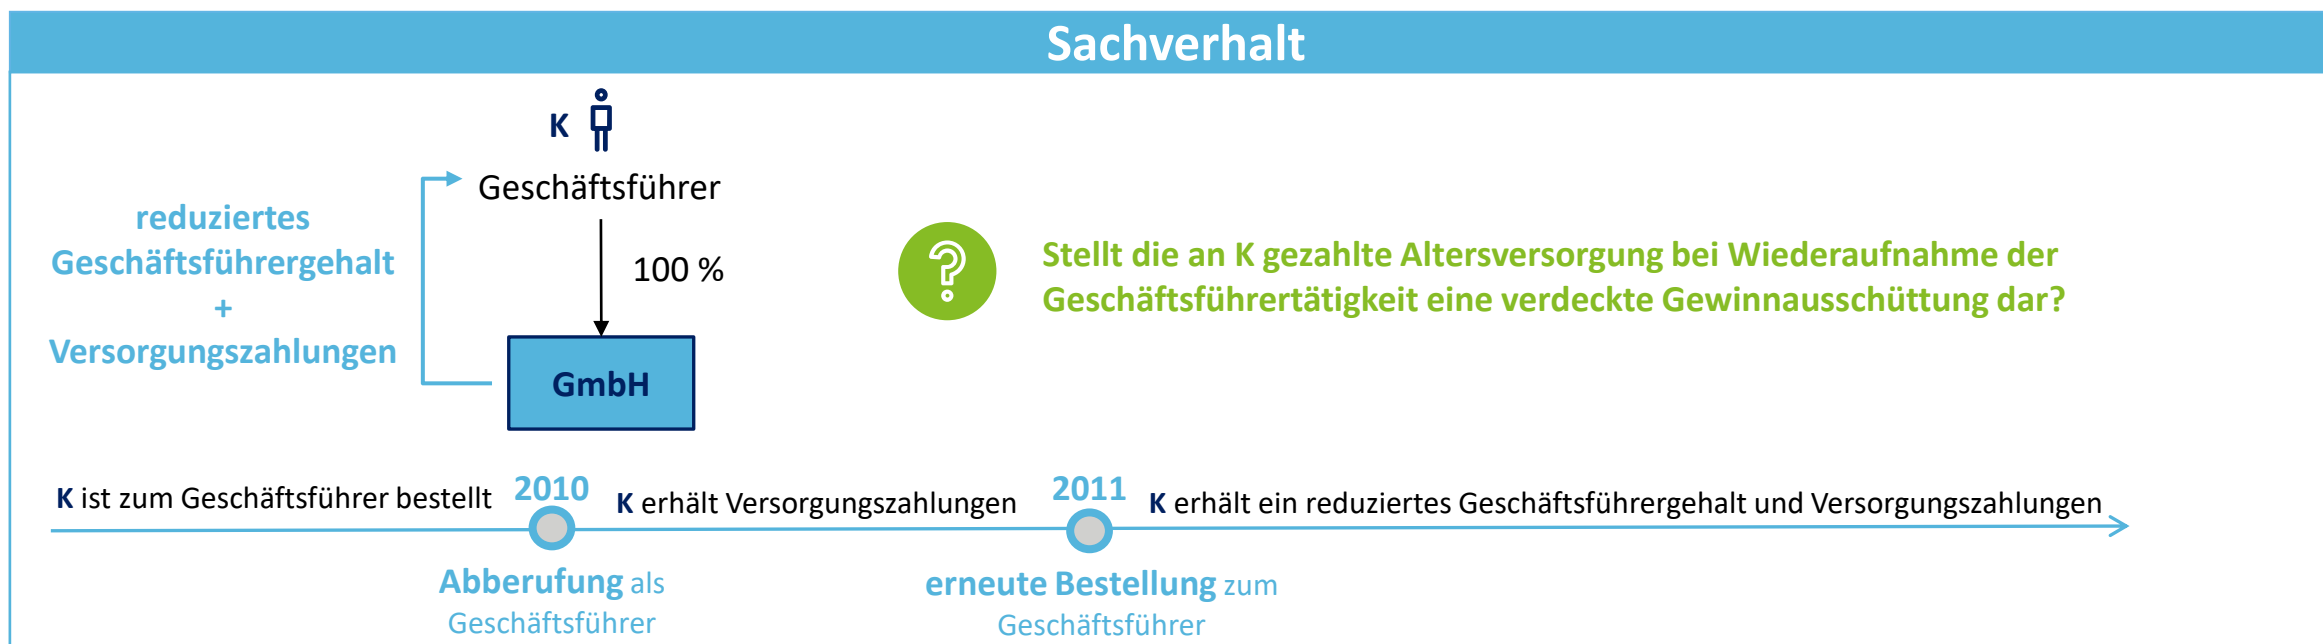 Sachverhalt
K
Geschäftsführer
reduziertes
Geschäftsführergehalt
+
Versorgungszahlungen
100 %
GmbH
Stellt die an K gezahlte Altersversorgung bei Wiederaufnahme der
Geschäftsführertätigkeit eine verdeckte Gewinnausschüttung dar?
K ist zum Geschäftsführer bestellt
2010
K erhält Versorgungszahlungen
2011
K erhält ein reduziertes Geschäftsführergehalt und Versorgungszahlungen
Abberufung als
Geschäftsführer
erneute Bestellung zum
Geschäftsführer